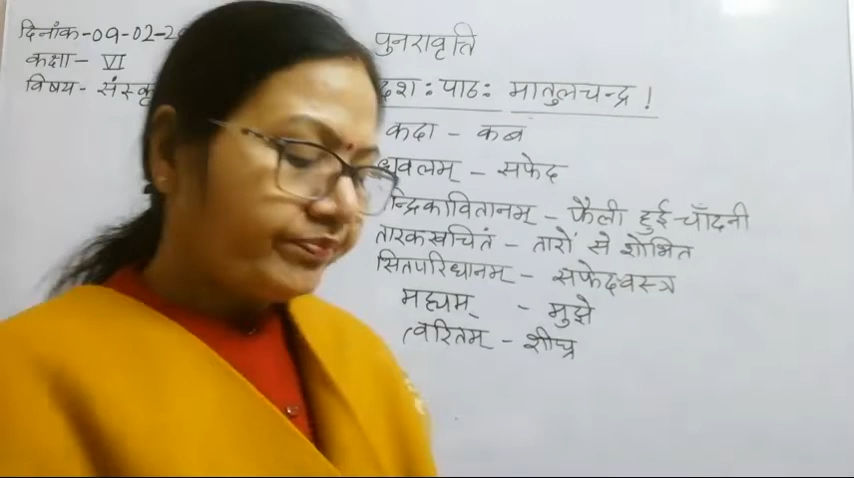 दिनांक-09-02-2
पुनरावृत्ति
कक्षा- VI
विषय- संस्कृ
दश: पाठ: मातुलचन्द्र !
कदा - कब
धवलम् - सफेद
न्द्रिकावितानम् - फैली हुई चाँदनी
तारकखचितं - तारों से शोभित
सितपरिधानम् - सफेदवस्त्र
मह्यम् - मुझे
त्वरितम् - शीघ्र